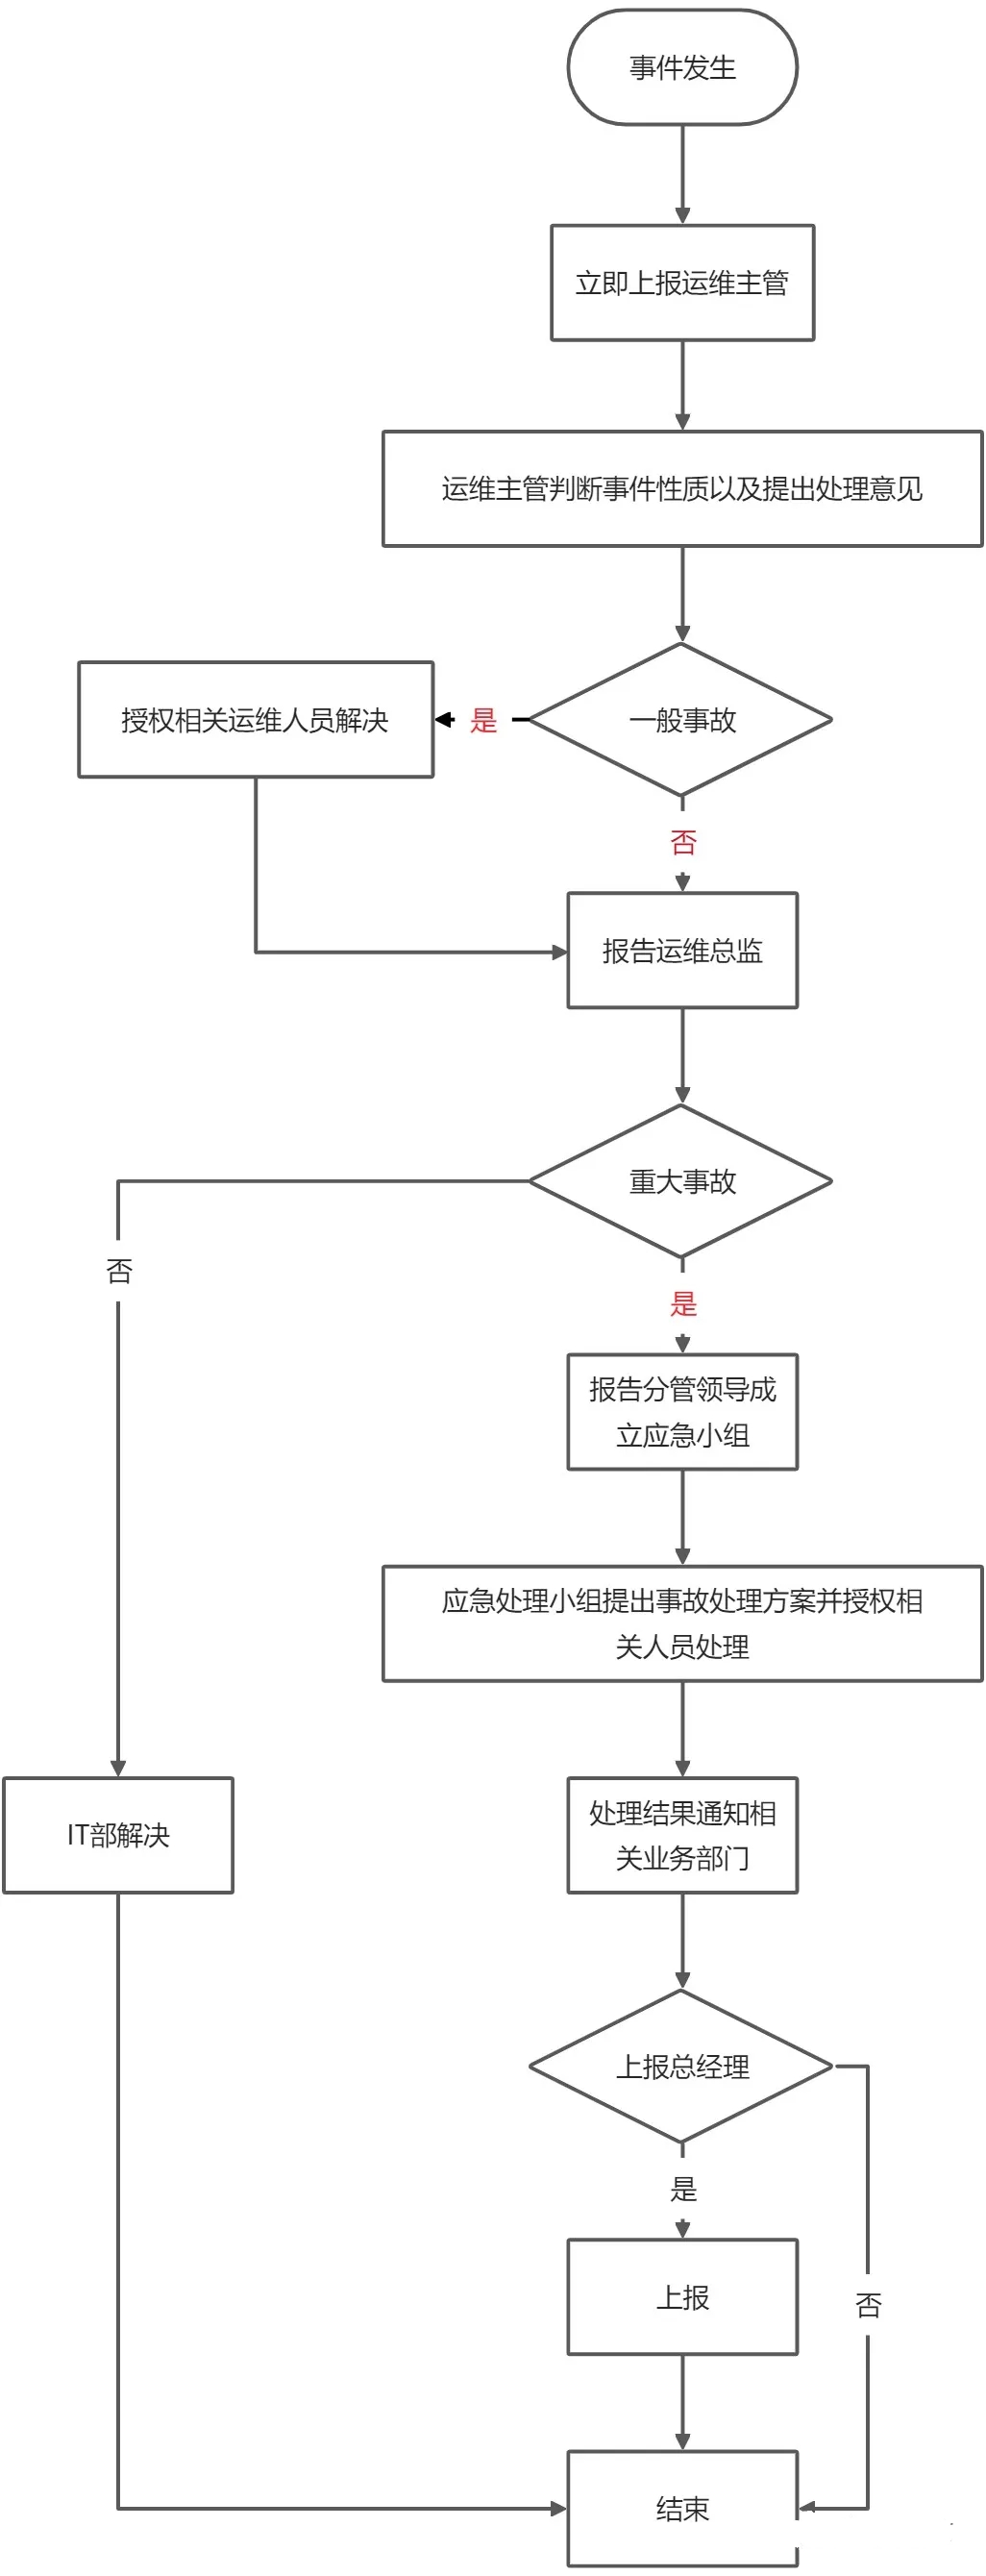 事件发生
立即上报运维主管
运维主管判断事件性质以及提出处理意见
授权相关运维人员解决
是
一般事故
否
报告运维总监
重大事故
否
是
报告分管领导成
立应急小组
应急处理小组提出事故处理方案并授权相
关人员处理
IT部解决
处理结果通知相
关业务部门
上报总经理
是
上报
否
结束